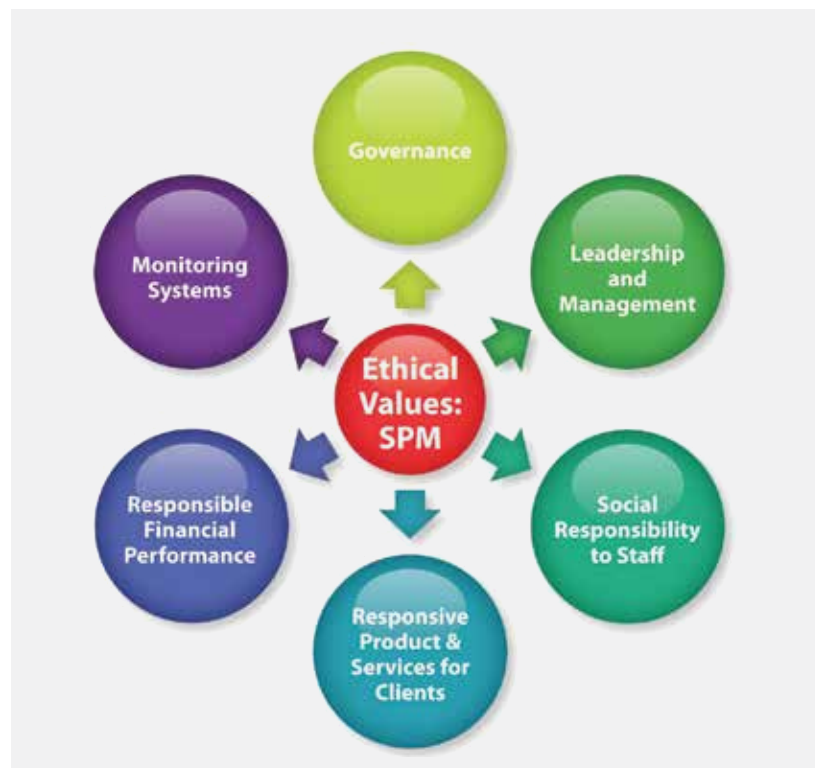 Governance
Leadership
and
Management
Social
Responsibility
to Staff
Responsive
Product &
Services for
Clients
Responsible
Financial
Performance
Monitoring
Systems
Ethical
Values:
SPM